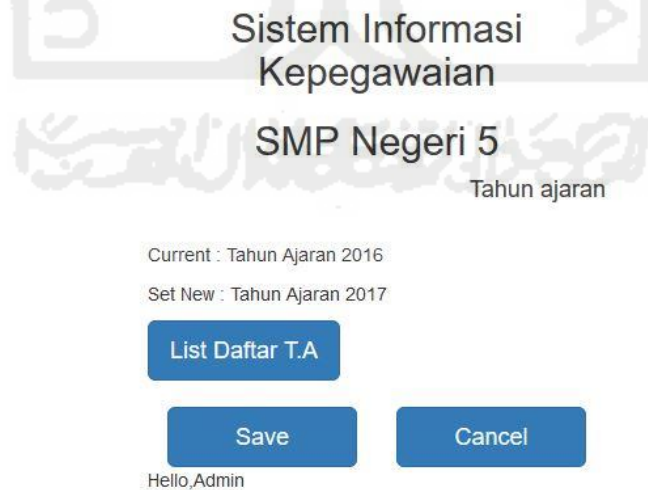 Sistem Informasi
Kepegawaian
SMP Negeri 5
Tahun ajaran
Current : Tahun Ajaran 2016
Set New : Tahun Ajaran 2017
List Daftar T.A
Save Cancel
Hello,Admin